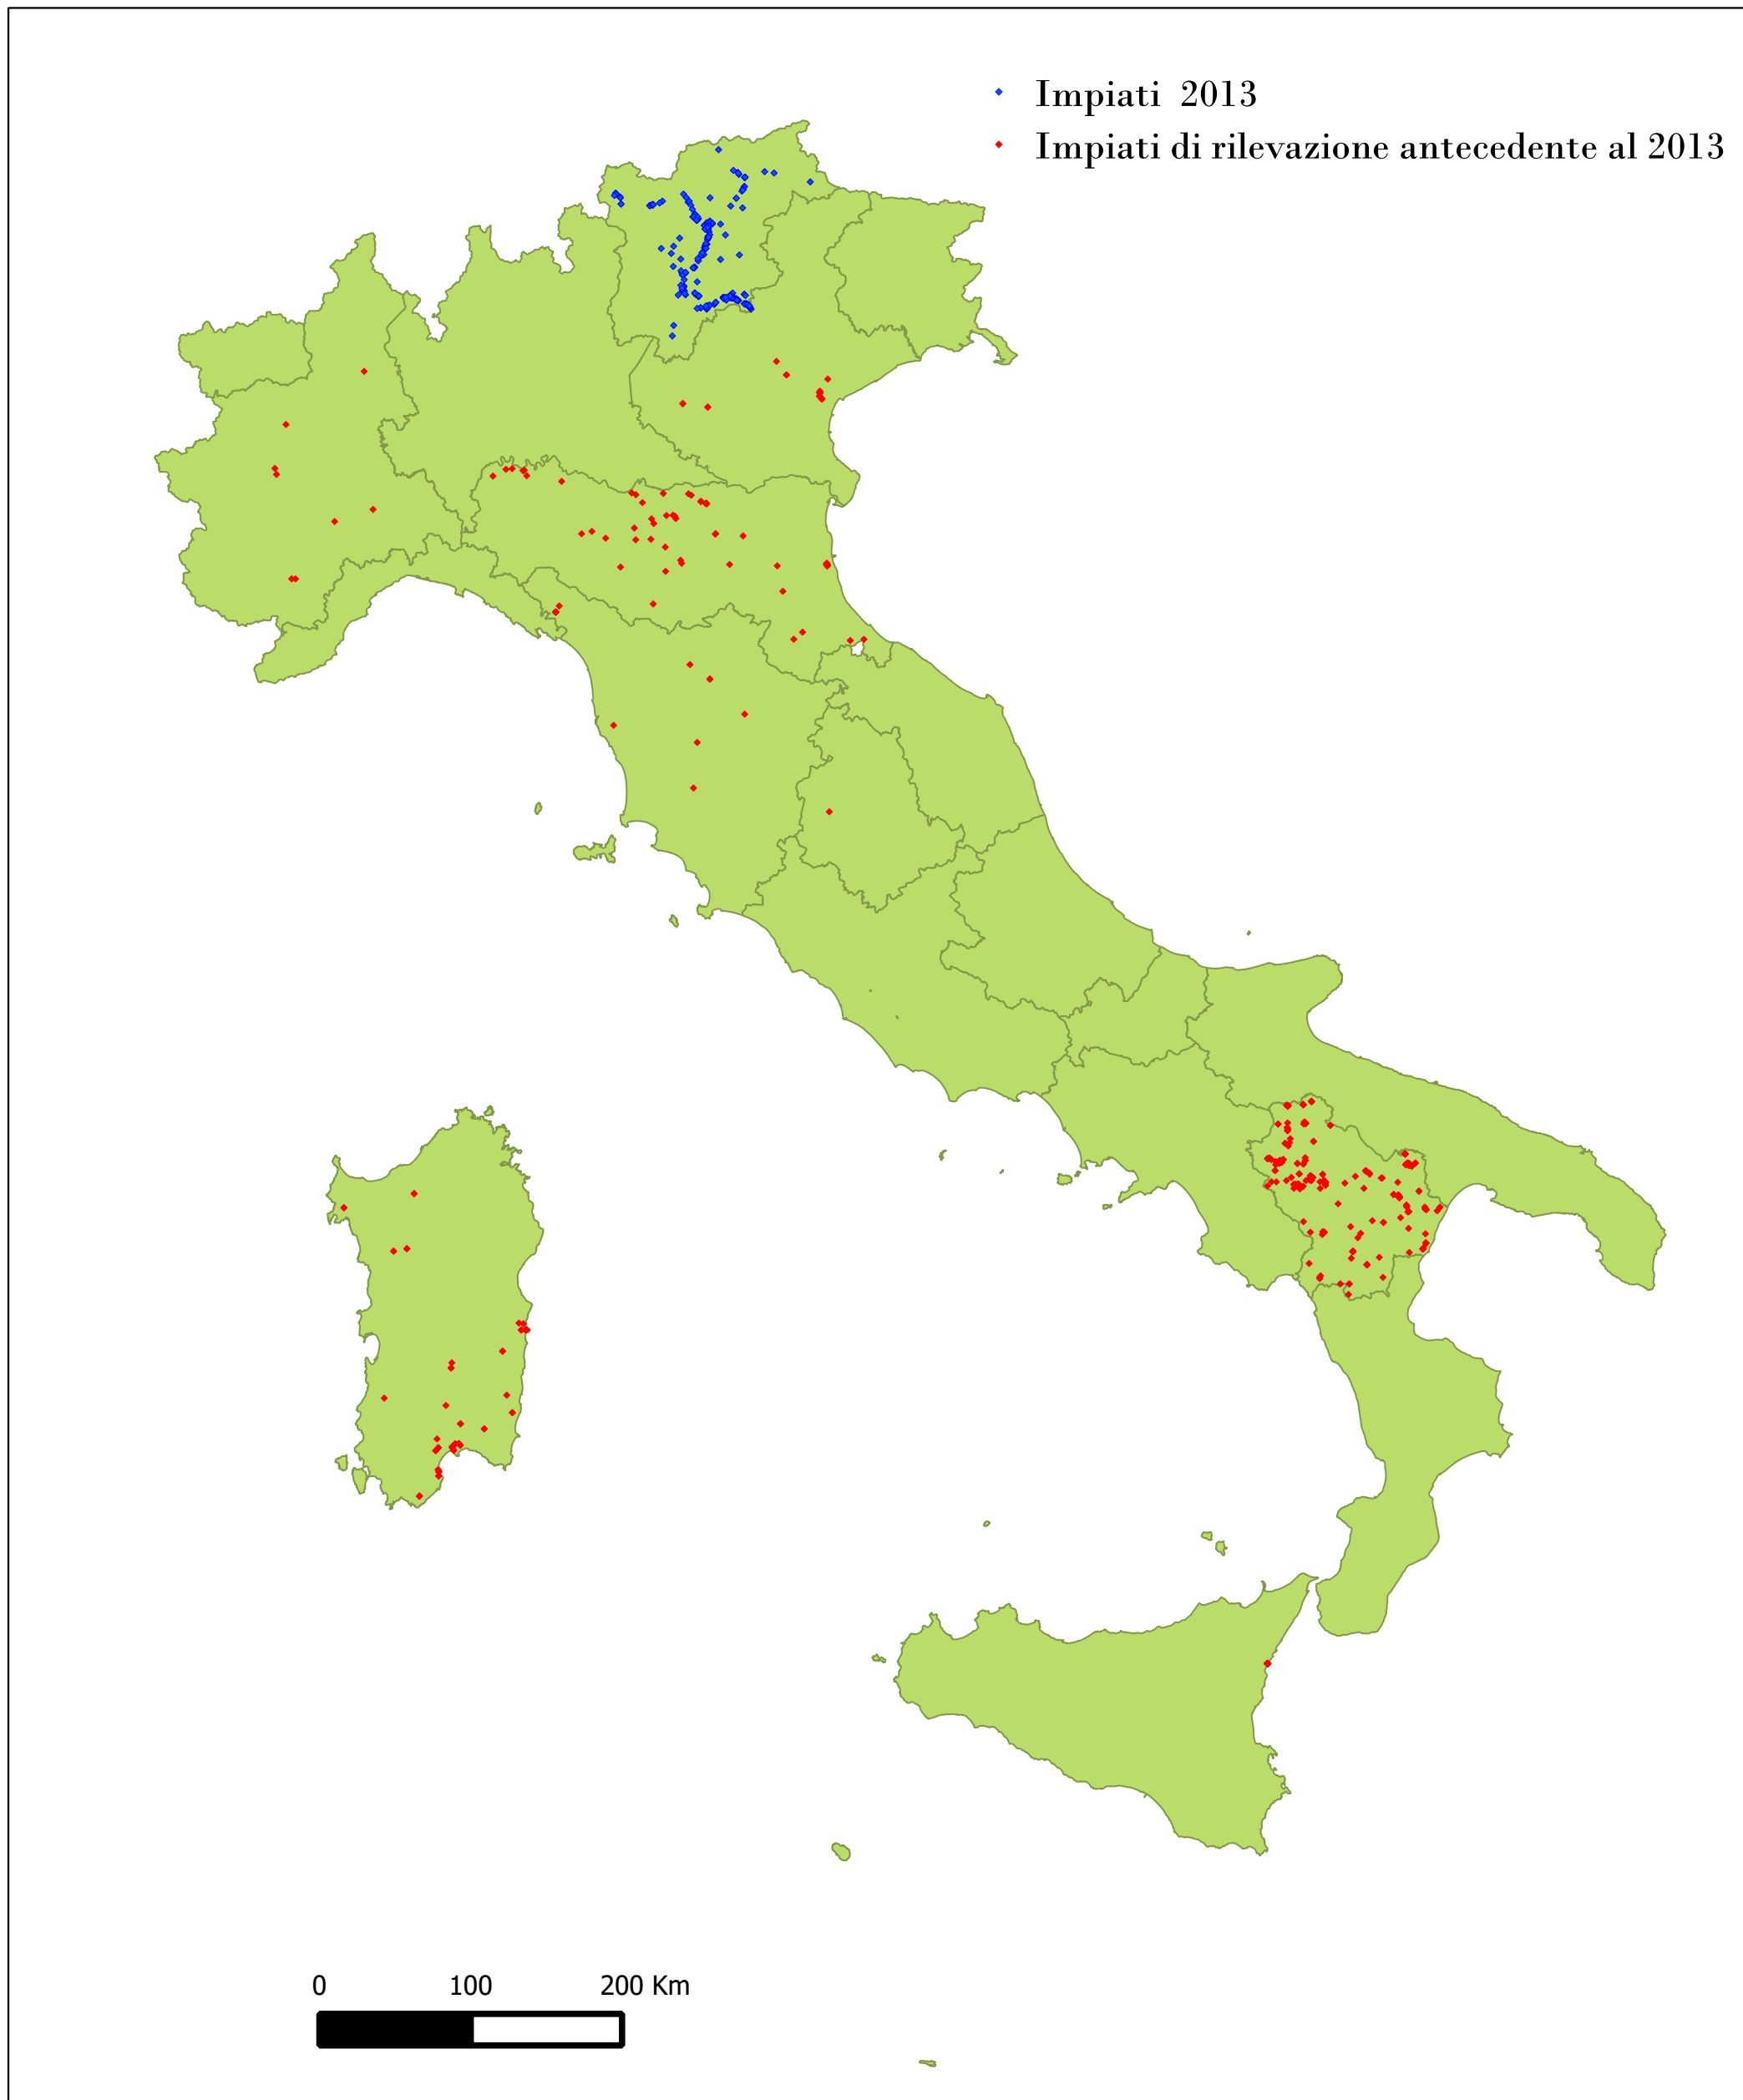 Impiati 2013
Impiati di rilevazione antecedente al 2013
0 100 200 Km